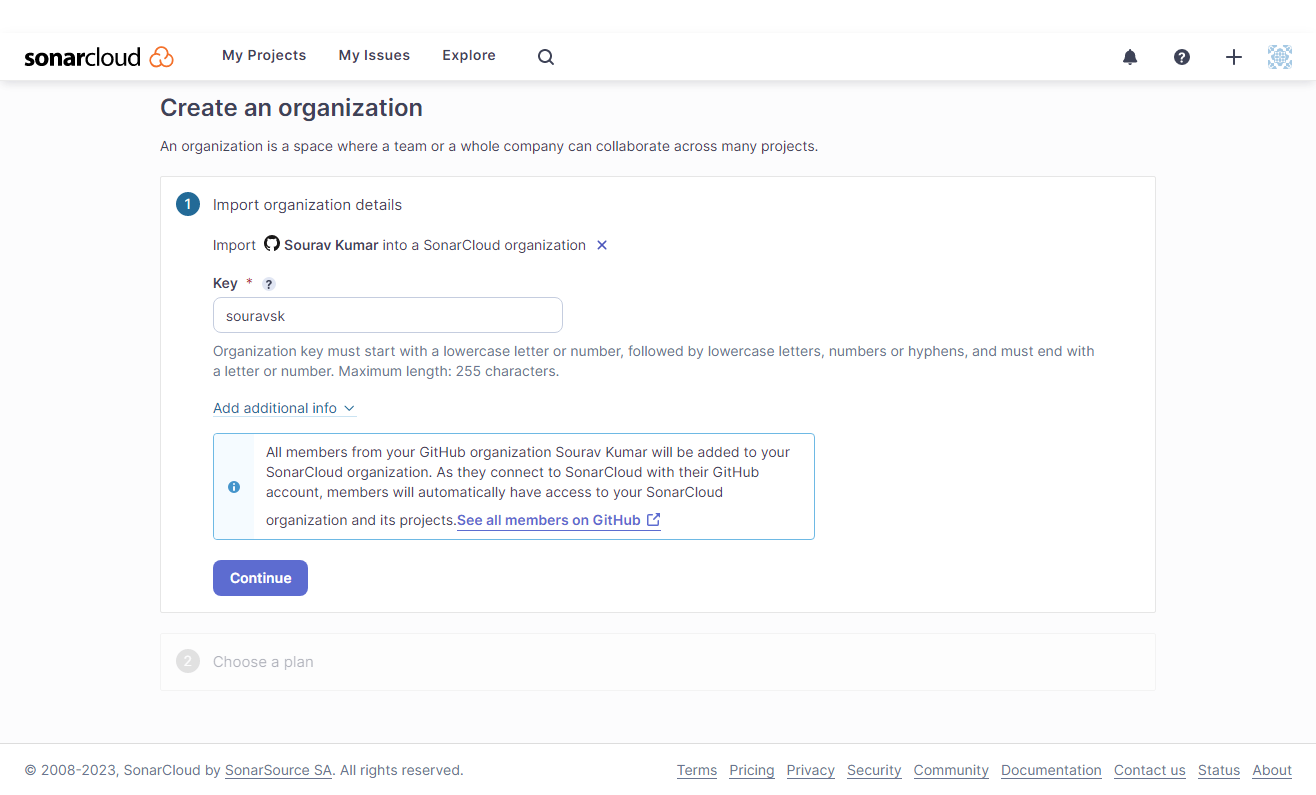 sonarcloud My Projects My Issues Explore
Create an organization
An organization is a space where a team or a whole company can collaborate across many projects.
1 Import organization details
Import Sourav Kumar into a SonarCloud organization
Key * ?
souravsk
Organization key must start with a lowercase letter or number, followed by lowercase letters, numbers or hyphens, and must end with
a letter or number. Maximum length: 255 characters.
Add additional info
All members from your GitHub organization Sourav Kumar will be added to your
SonarCloud organization. As they connect to SonarCloud with their GitHub
account, members will automatically have access to your SonarCloud
organization and its projects.See all members on GitHub
Continue
2 Choose a plan
© 2008-2023, SonarCloud by SonarSource SA. All rights reserved. Terms Pricing Privacy Security Community Documentation Contact us Status About